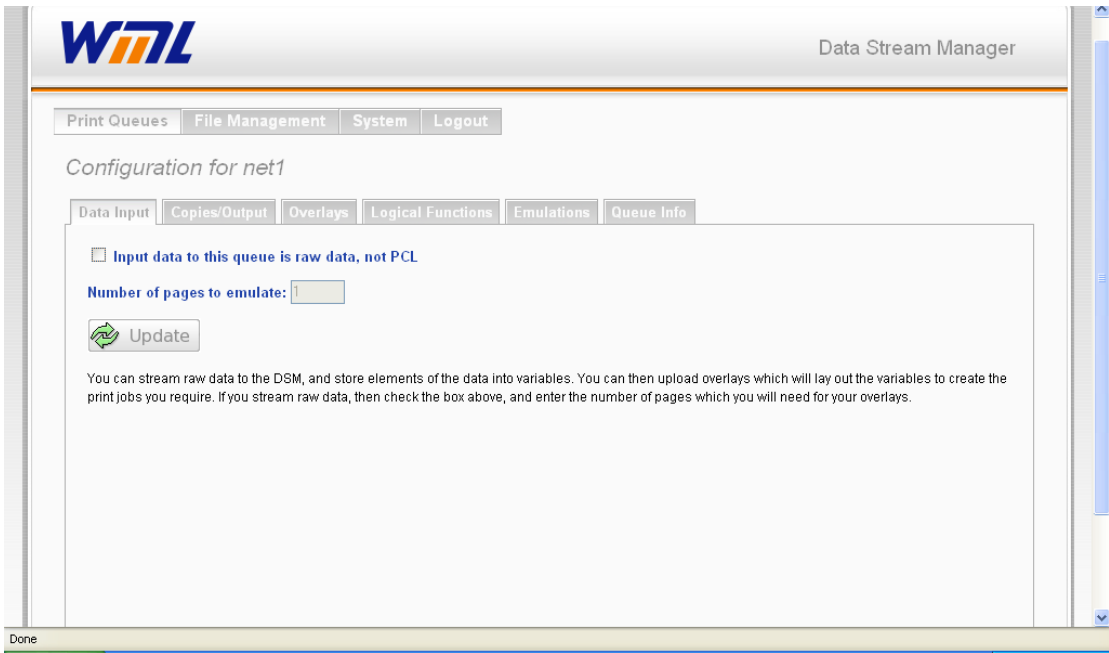 WML
Data Stream Manager
Print Queues File Management System Logout
Configuration for net1
Data Input Copies/Output Overlays Logical Functions Emulations Queue Info
Input data to this queue is raw data, not PCL
Number of pages to emulate: 1
Update
You can stream raw data to the DSM, and store elements of the data into variables. You can then upload overlays which will lay out the variables to create the
print jobs you require. If you stream raw data, then check the box above, and enter the number of pages which you will need for your overlays.
Done